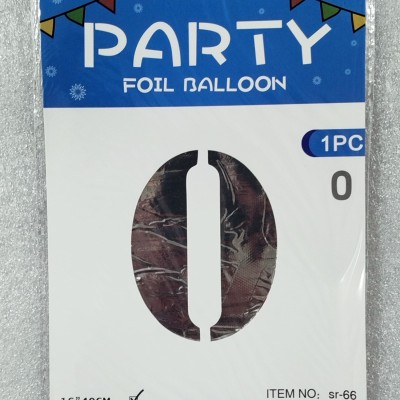 PARTY
FOIL BALLOON
1PC
0
ITEM NO: sr-66